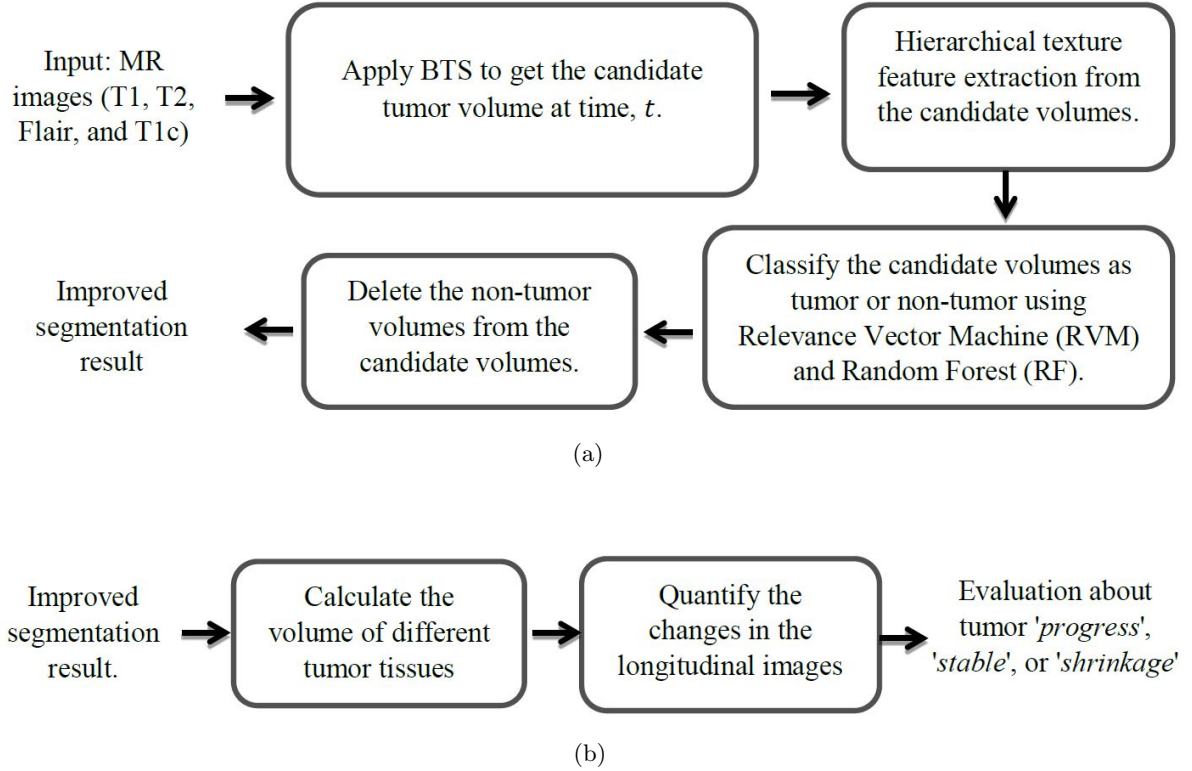 Input: MR
images (T1, T2,
Flair, and T1c)
Apply BTS to get the candidate
tumor volume at time, t.
Hierarchical texture
feature extraction from
the candidate volumes.
Classify the candidate volumes as
tumor or non-tumor using
Relevance Vector Machine (RVM)
and Random Forest (RF).
Delete the non-tumor
volumes from the
candidate volumes.
Improved
segmentation
result
(a)
Improved
segmentation
result.
Calculate the
volume of different
tumor tissues
Quantify the
changes in the
longitudinal images
Evaluation about
tumor 'progress',
'stable', or 'shrinkage'
(b)